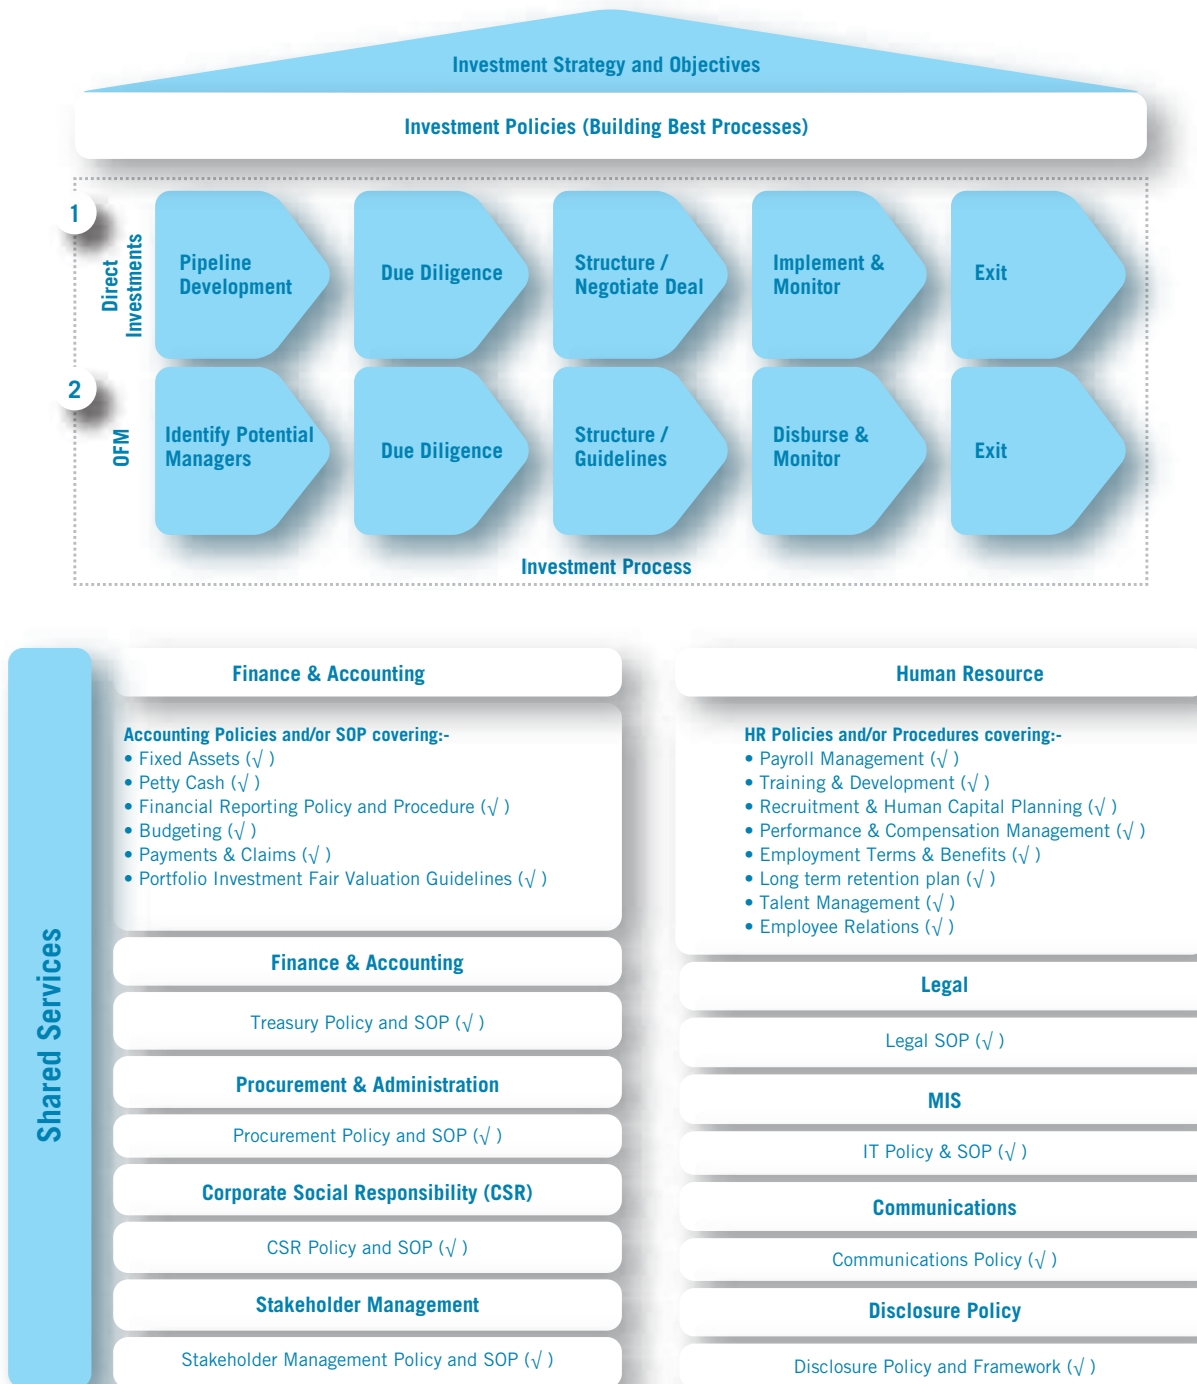 Investment Strategy and Objectives
Investment Policies (Building Best Processes)
1
Direct
Investments
Pipeline
Development
Due Diligence
Structure /
Negotiate Deal
Implement &
Monitor
Exit
2
OFM
Identify Potential
Managers
Due Diligence
Structure /
Guidelines
Disburse &
Monitor
Exit
Investment Process
Shared Services
Finance & Accounting
Accounting Policies and/or SOP covering:-
• Fixed Assets (√ )
• Petty Cash (√ )
• Financial Reporting Policy and Procedure (√ )
• Budgeting (√ )
• Payments & Claims (√ )
• Portfolio Investment Fair Valuation Guidelines (√ )
Finance & Accounting
Treasury Policy and SOP (√ )
Procurement & Administration
Procurement Policy and SOP (√ )
Corporate Social Responsibility (CSR)
CSR Policy and SOP (√ )
Stakeholder Management
Stakeholder Management Policy and SOP (√ )
Human Resource
HR Policies and/or Procedures covering:-
• Payroll Management (√ )
• Training & Development (√ )
• Recruitment & Human Capital Planning (√ )
• Performance & Compensation Management (√ )
• Employment Terms & Benefits (√ )
• Long term retention plan (√ )
• Talent Management (√ )
• Employee Relations (√ )
Legal
Legal SOP (√ )
MIS
IT Policy & SOP (√ )
Communications
Communications Policy (√ )
Disclosure Policy
Disclosure Policy and Framework (√ )